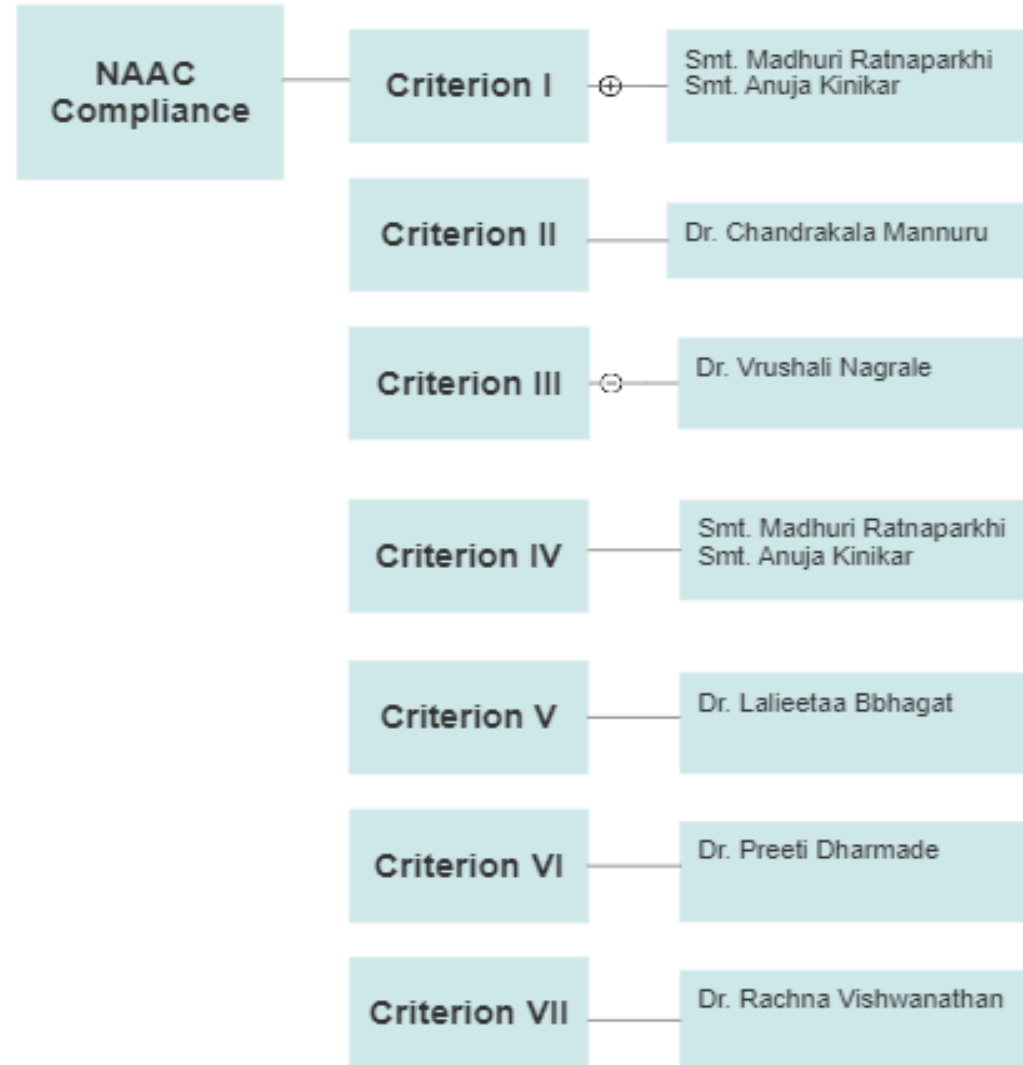 NAAC
Compliance
Criterion I
Smt. Madhuri Ratnaparkhi
Smt. Anuja Kinikar
Criterion II
Dr. Chandrakala Mannuru
Criterion III
Dr. Vrushali Nagrale
Criterion IV
Smt. Madhuri Ratnaparkhi
Smt. Anuja Kinikar
Criterion V
Dr. Lalieetaa Bbhagat
Criterion VI
Dr. Preeti Dharmade
Criterion VII
Dr. Rachna Vishwanathan